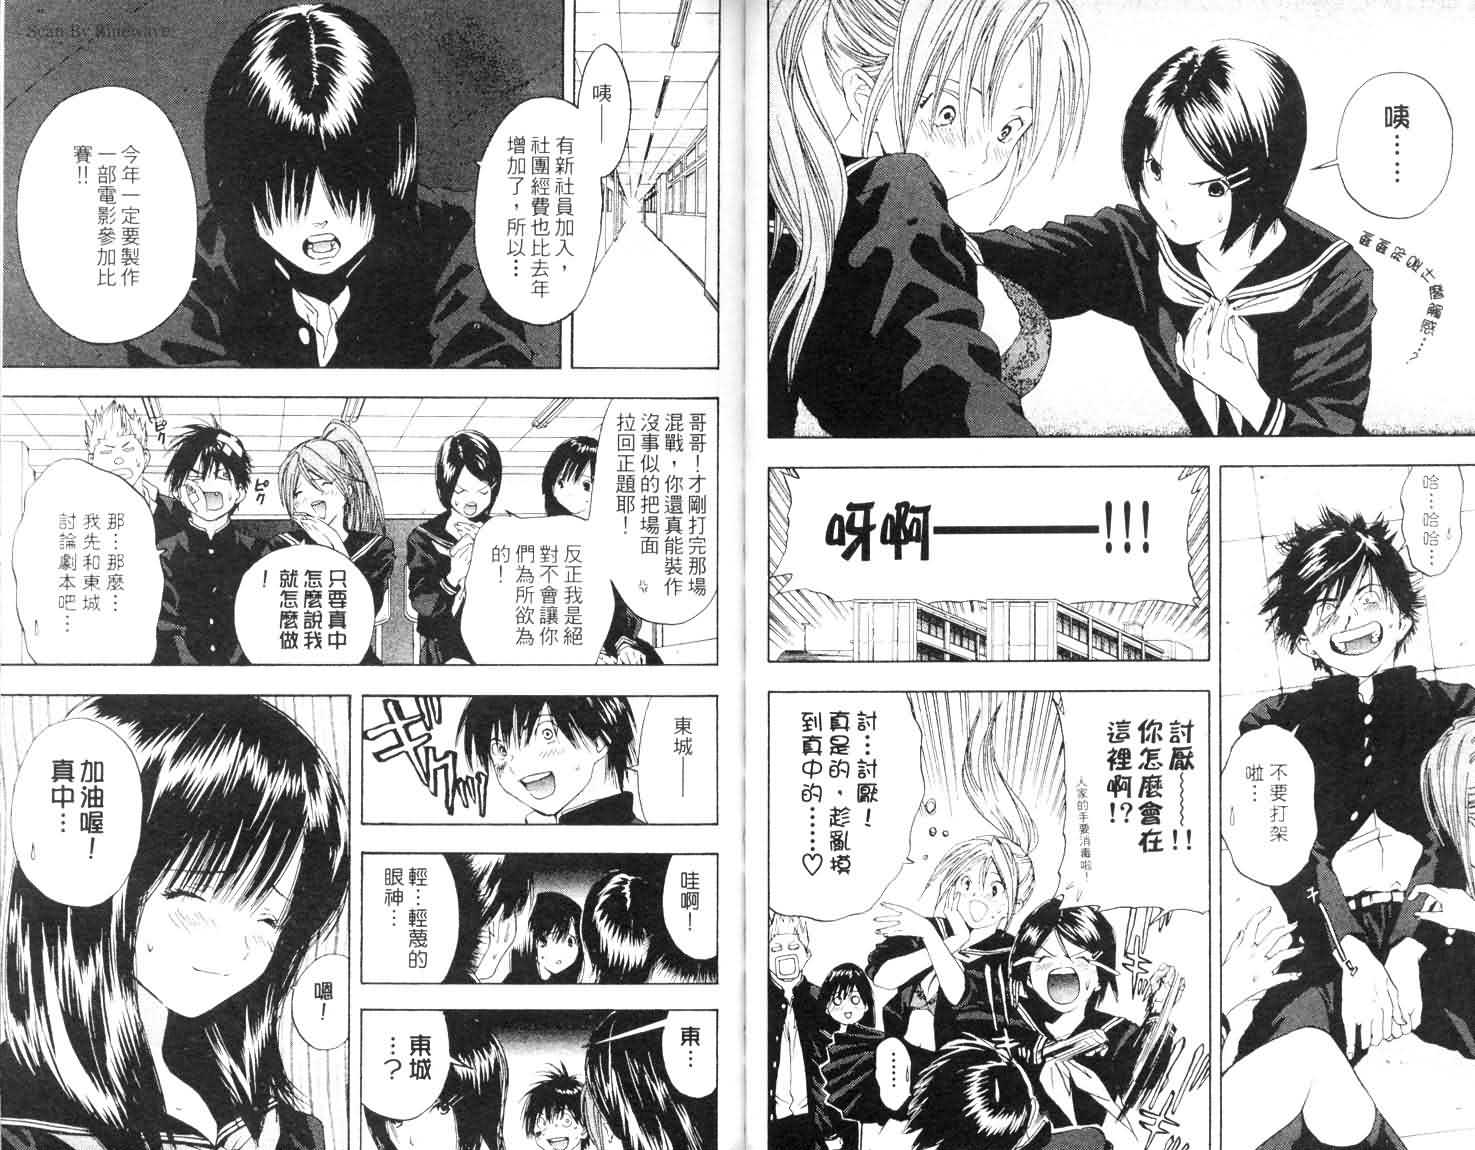 咦……
哈…哈哈…
不要打架
啦…
呀啊————!!!
討厭~~~!!
你怎麼會在
這裡啊!?
人家的手要消毒啦！
討…討厭！
真是的，趁亂摸
到真中的……♡
……
咦——
有新社員加入，
社團經費也比去年
增加了，所以…
今年一定要製作
一部電影參加比
賽!!
哥哥！才剛打完那場
混戰，你還真能裝作
沒事似的把場面
拉回正題耶！
反正我是絕
對不會讓你
們為所欲為
的！
ピク
ピク
只要真中
怎麼說我
就怎麼做
！
那…那麼…
我先和東城
討論劇本吧…
東城——
哇啊！
輕…輕蔑的
眼神…
東…
東城
…？
加油喔！
真中…
嗯！
Scan By Bluewave